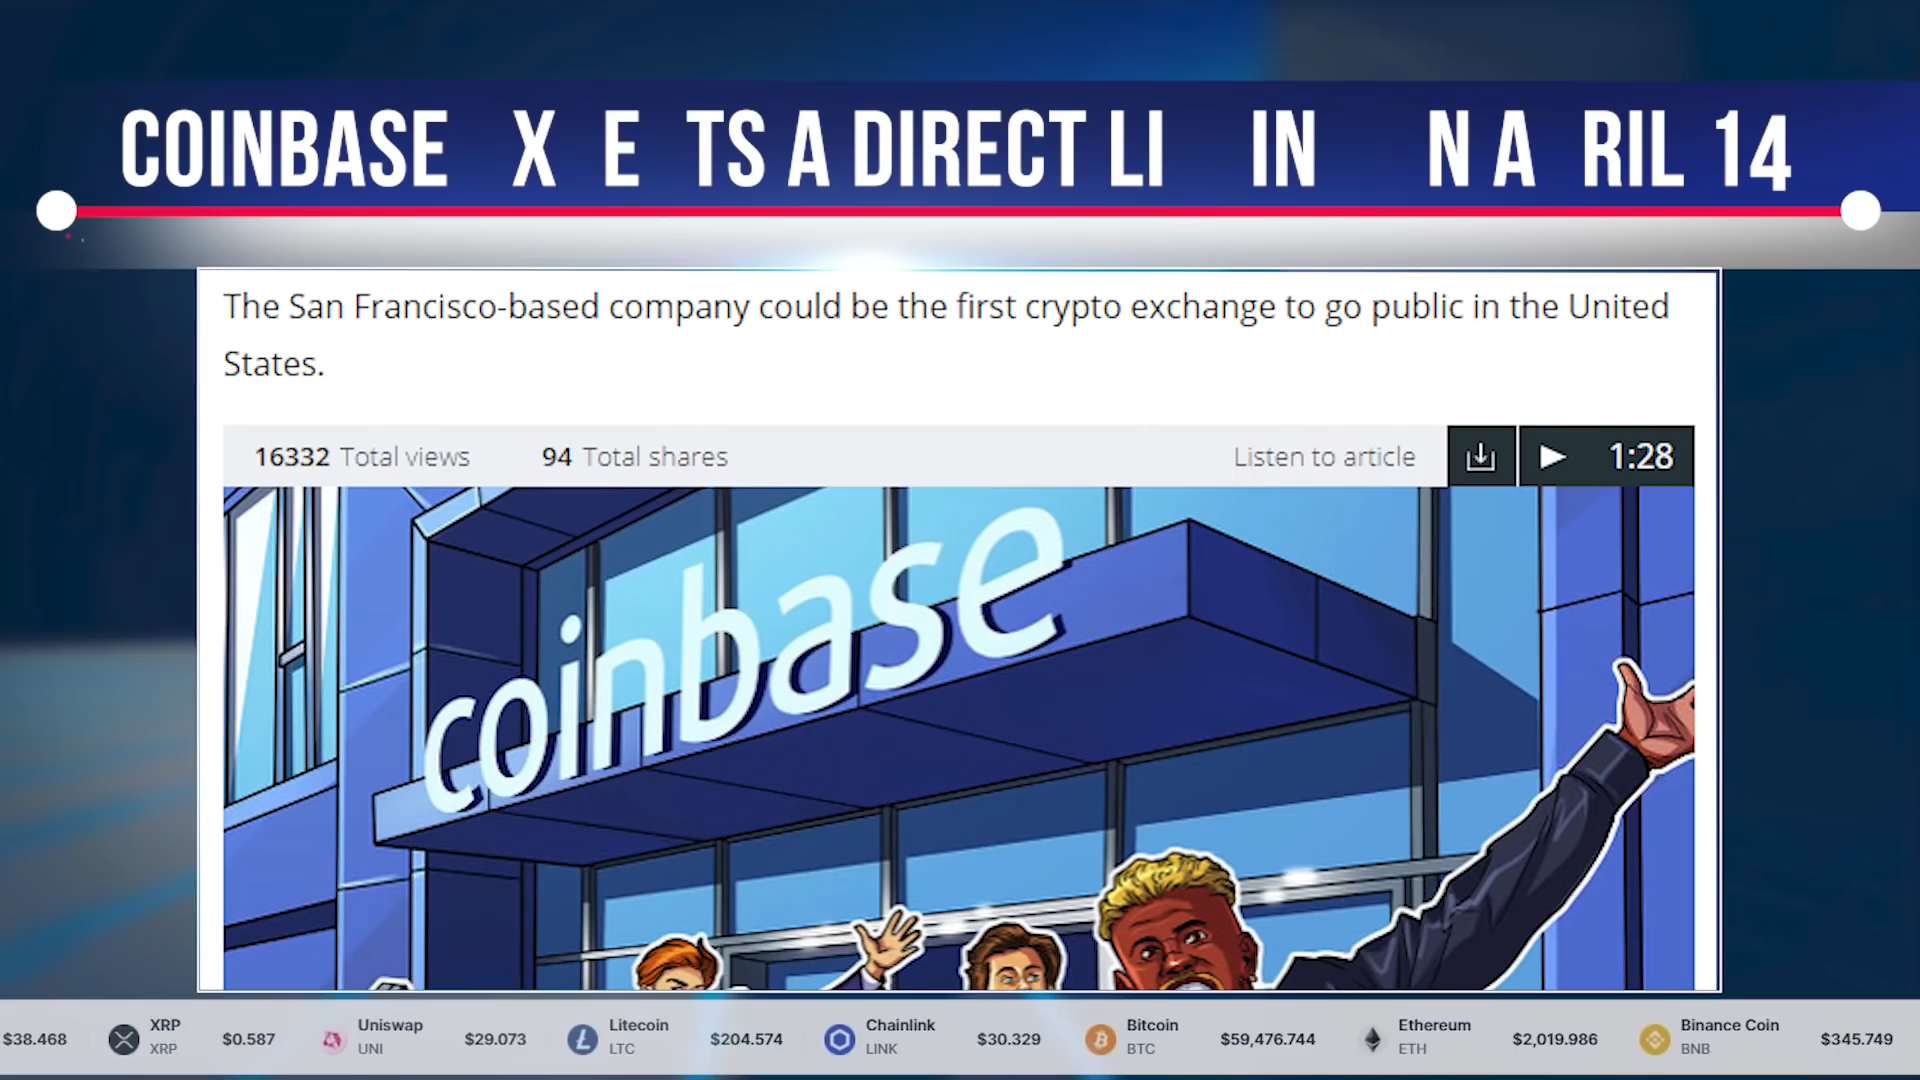 COINBASE X E TS A DIRECT LI IN N A RIL 14
The San Francisco-based company could be the first crypto exchange to go public in the United
States.
16332 Total views 94 Total shares Listen to article 1:28
coinbase
$38.468 XRP XRP $0.587 Uniswap UNI $29.073 Litecoin LTC $204.574 Chainlink LINK $30.329 Bitcoin BTC $59,476.744 Ethereum ETH $2,019.986 Binance Coin BNB $345.749